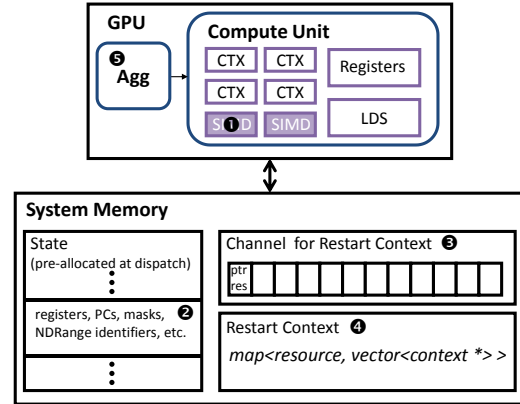 GPU
Compute Unit
❺
Agg
CTX CTX
Registers
CTX CTX
❶ SIMD
LDS
System Memory
State
(pre-allocated at dispatch)
registers, PCs, masks, ❷
NDRange identifiers, etc.
Channel for Restart Context ❸
ptr
res
Restart Context ❹
map<resource, vector<context *> >